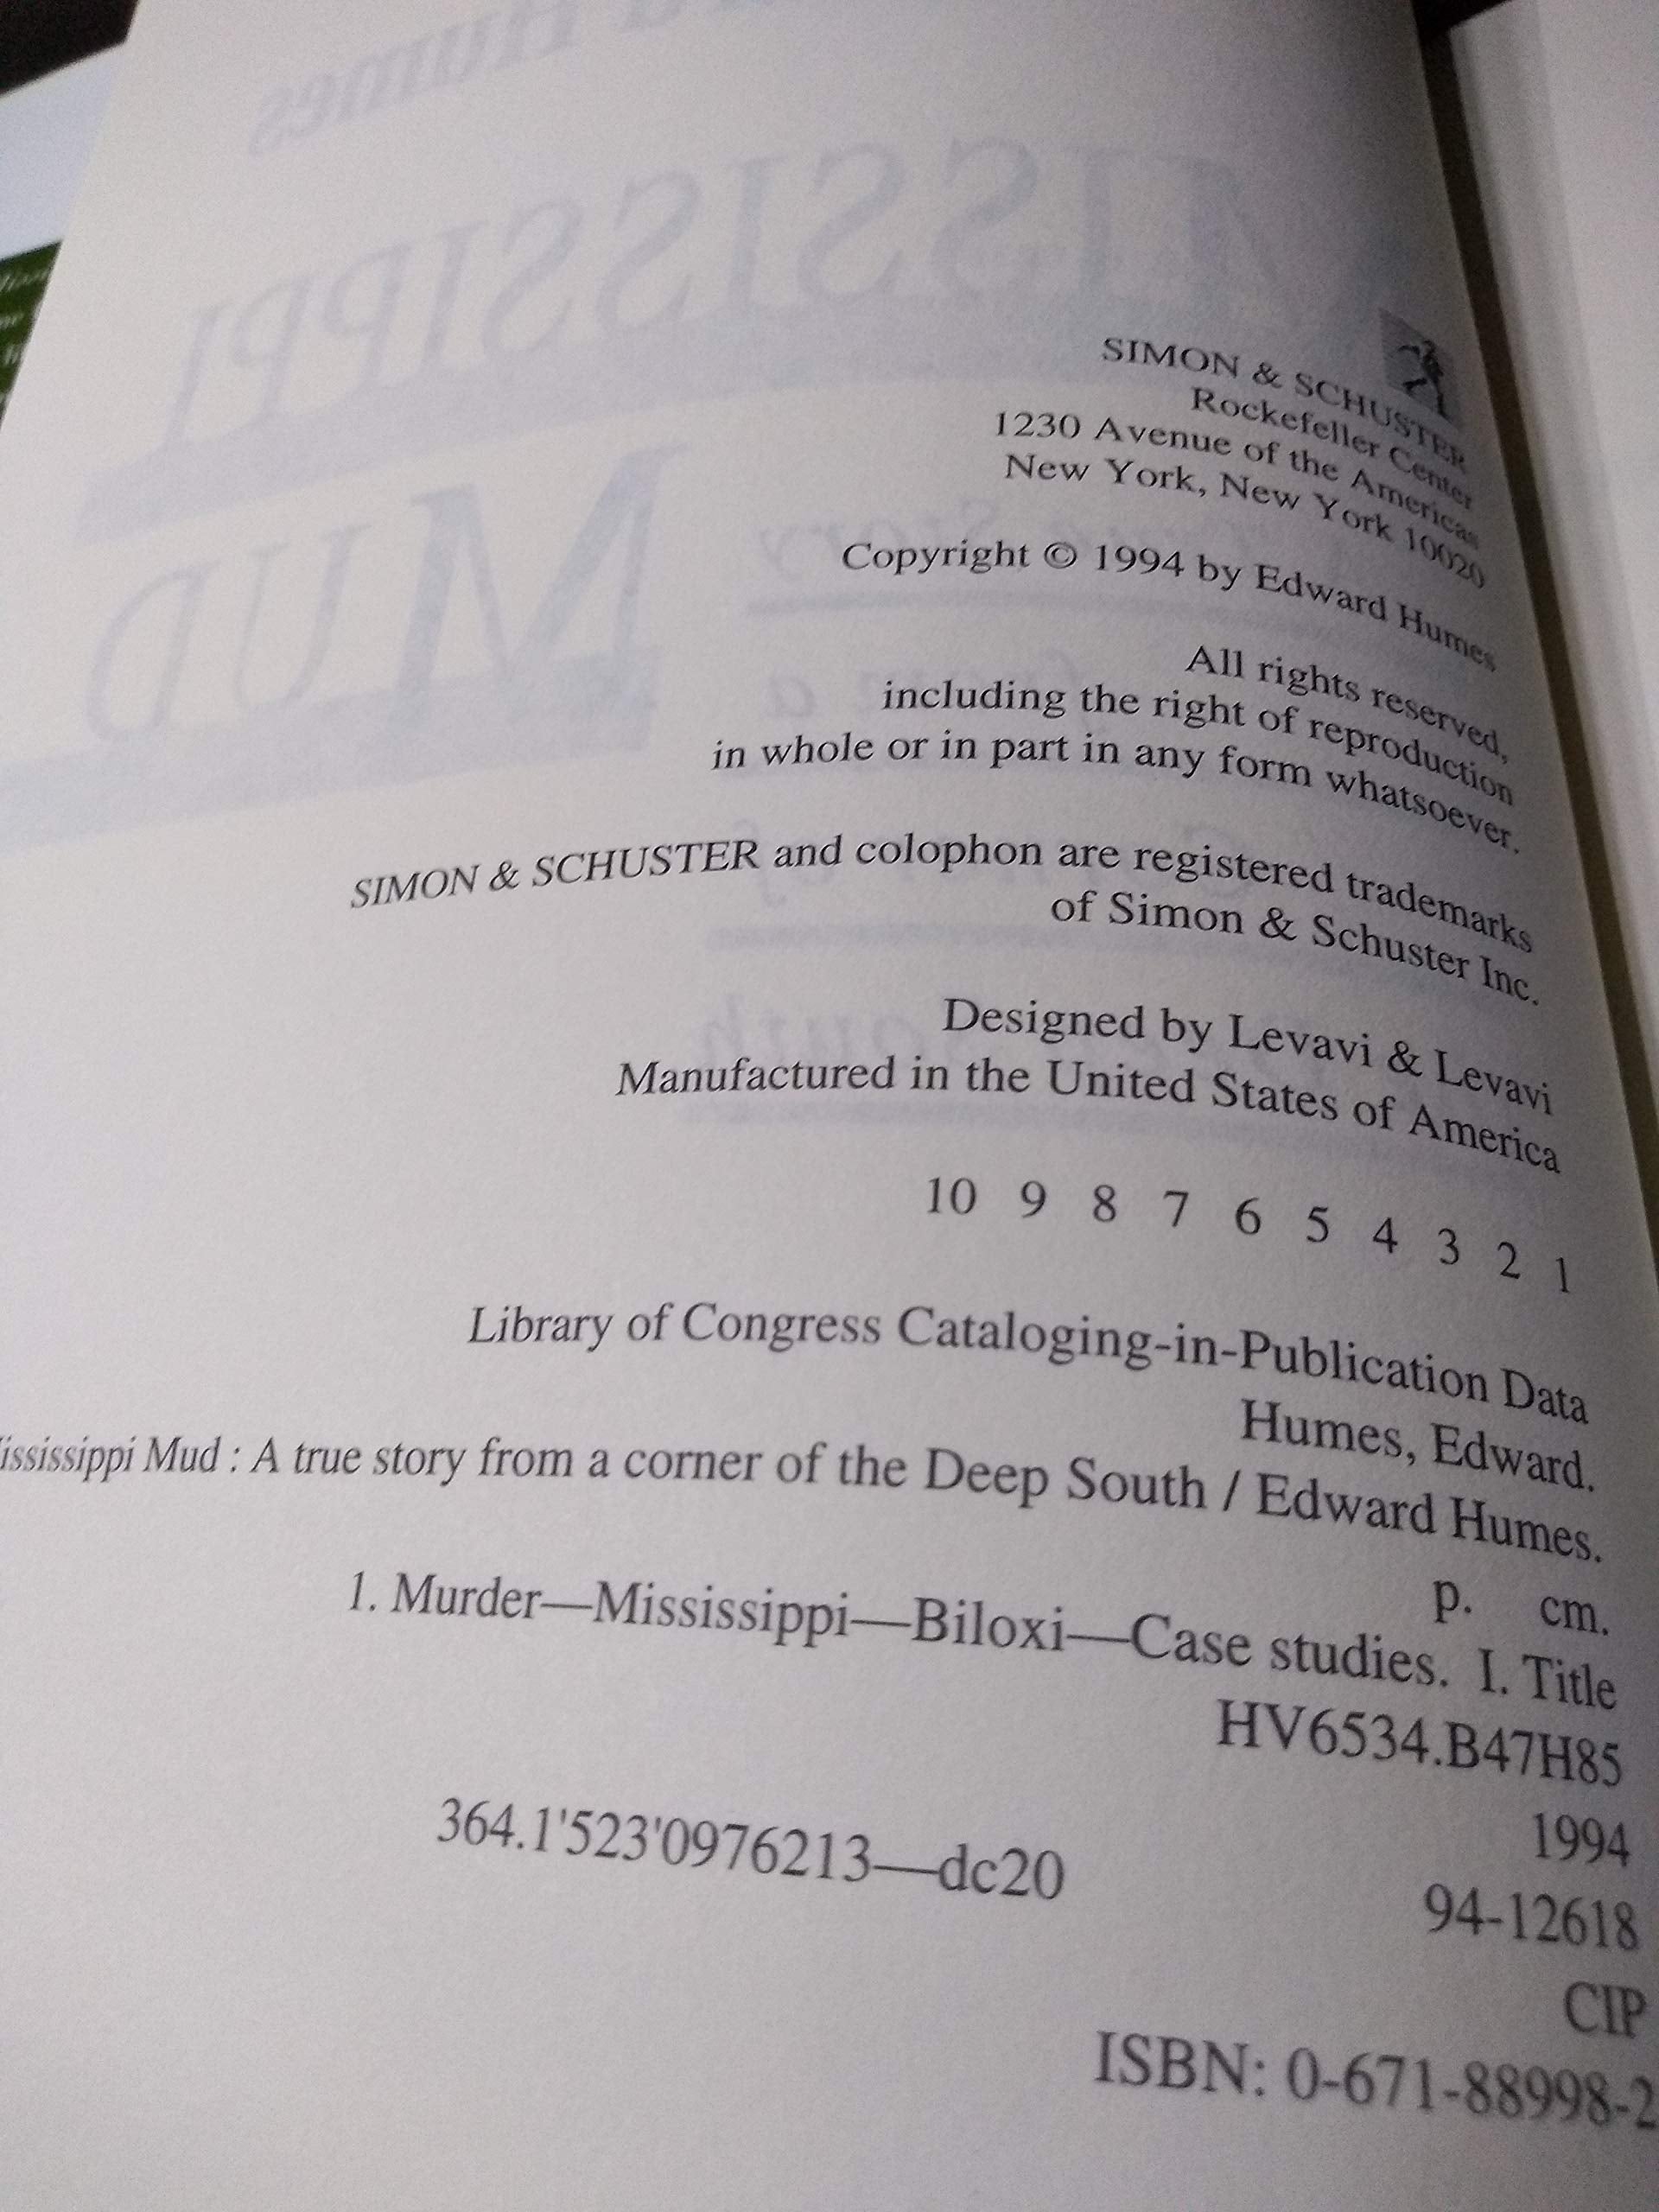 SIMON & SCHUSTER
Rockefeller Center
1230 Avenue of the Americas
New York, New York 10020
Copyright © 1994 by Edward Humes
All rights reserved,
including the right of reproduction
in whole or in part in any form whatsoever.
SIMON & SCHUSTER and colophon are registered trademarks
of Simon & Schuster Inc.
Designed by Levavi & Levavi
Manufactured in the United States of America
10 9 8 7 6 5 4 3 2 1
Library of Congress Cataloging-in-Publication Data
Humes, Edward.
ississippi Mud : A true story from a corner of the Deep South / Edward Humes.
p. cm.
1. Murder—Mississippi—Biloxi—Case studies. I. Title
HV6534.B47H85
1994
364.1'523'0976213—dc20
94-12618
CIP
ISBN: 0-671-88998-2